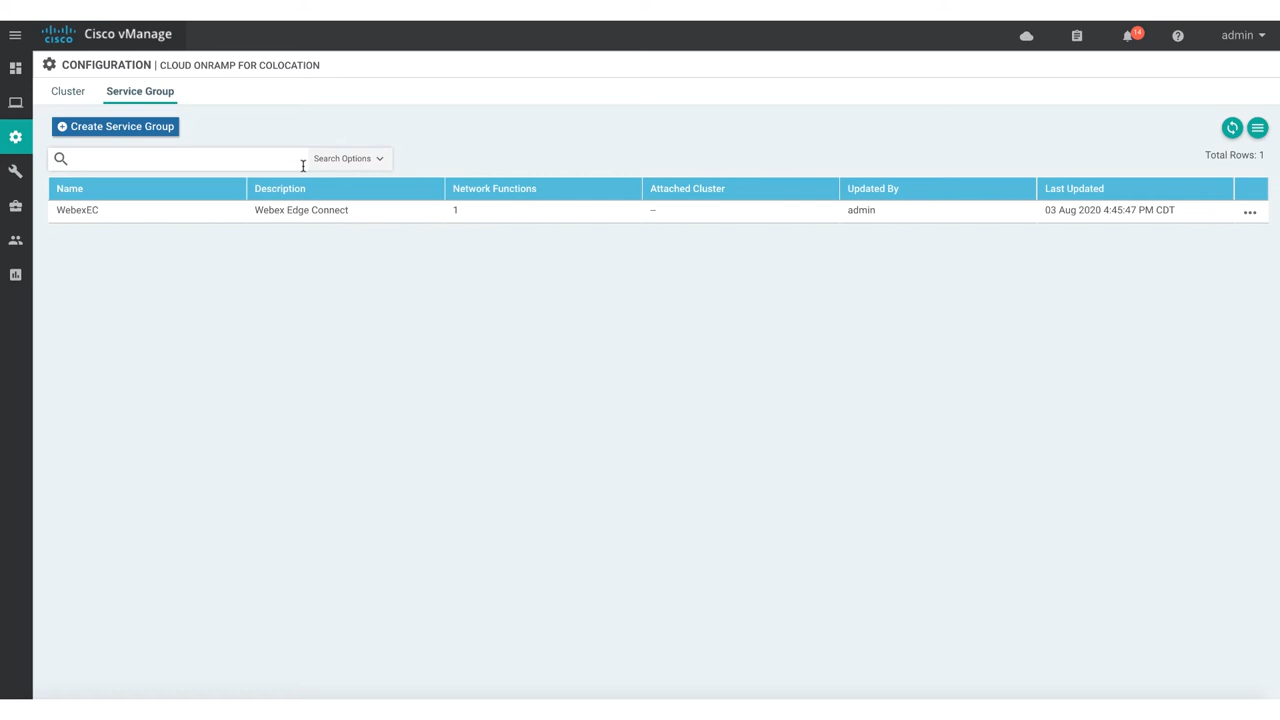 CISCO Cisco vManage 14 admin
CONFIGURATION | CLOUD ONRAMP FOR COLOCATION
Cluster Service Group
Create Service Group
Search Options
Total Rows: 1
Name Description Network Functions Attached Cluster Updated By Last Updated
WebexEC Webex Edge Connect 1 -- admin 03 Aug 2020 4:45:47 PM CDT